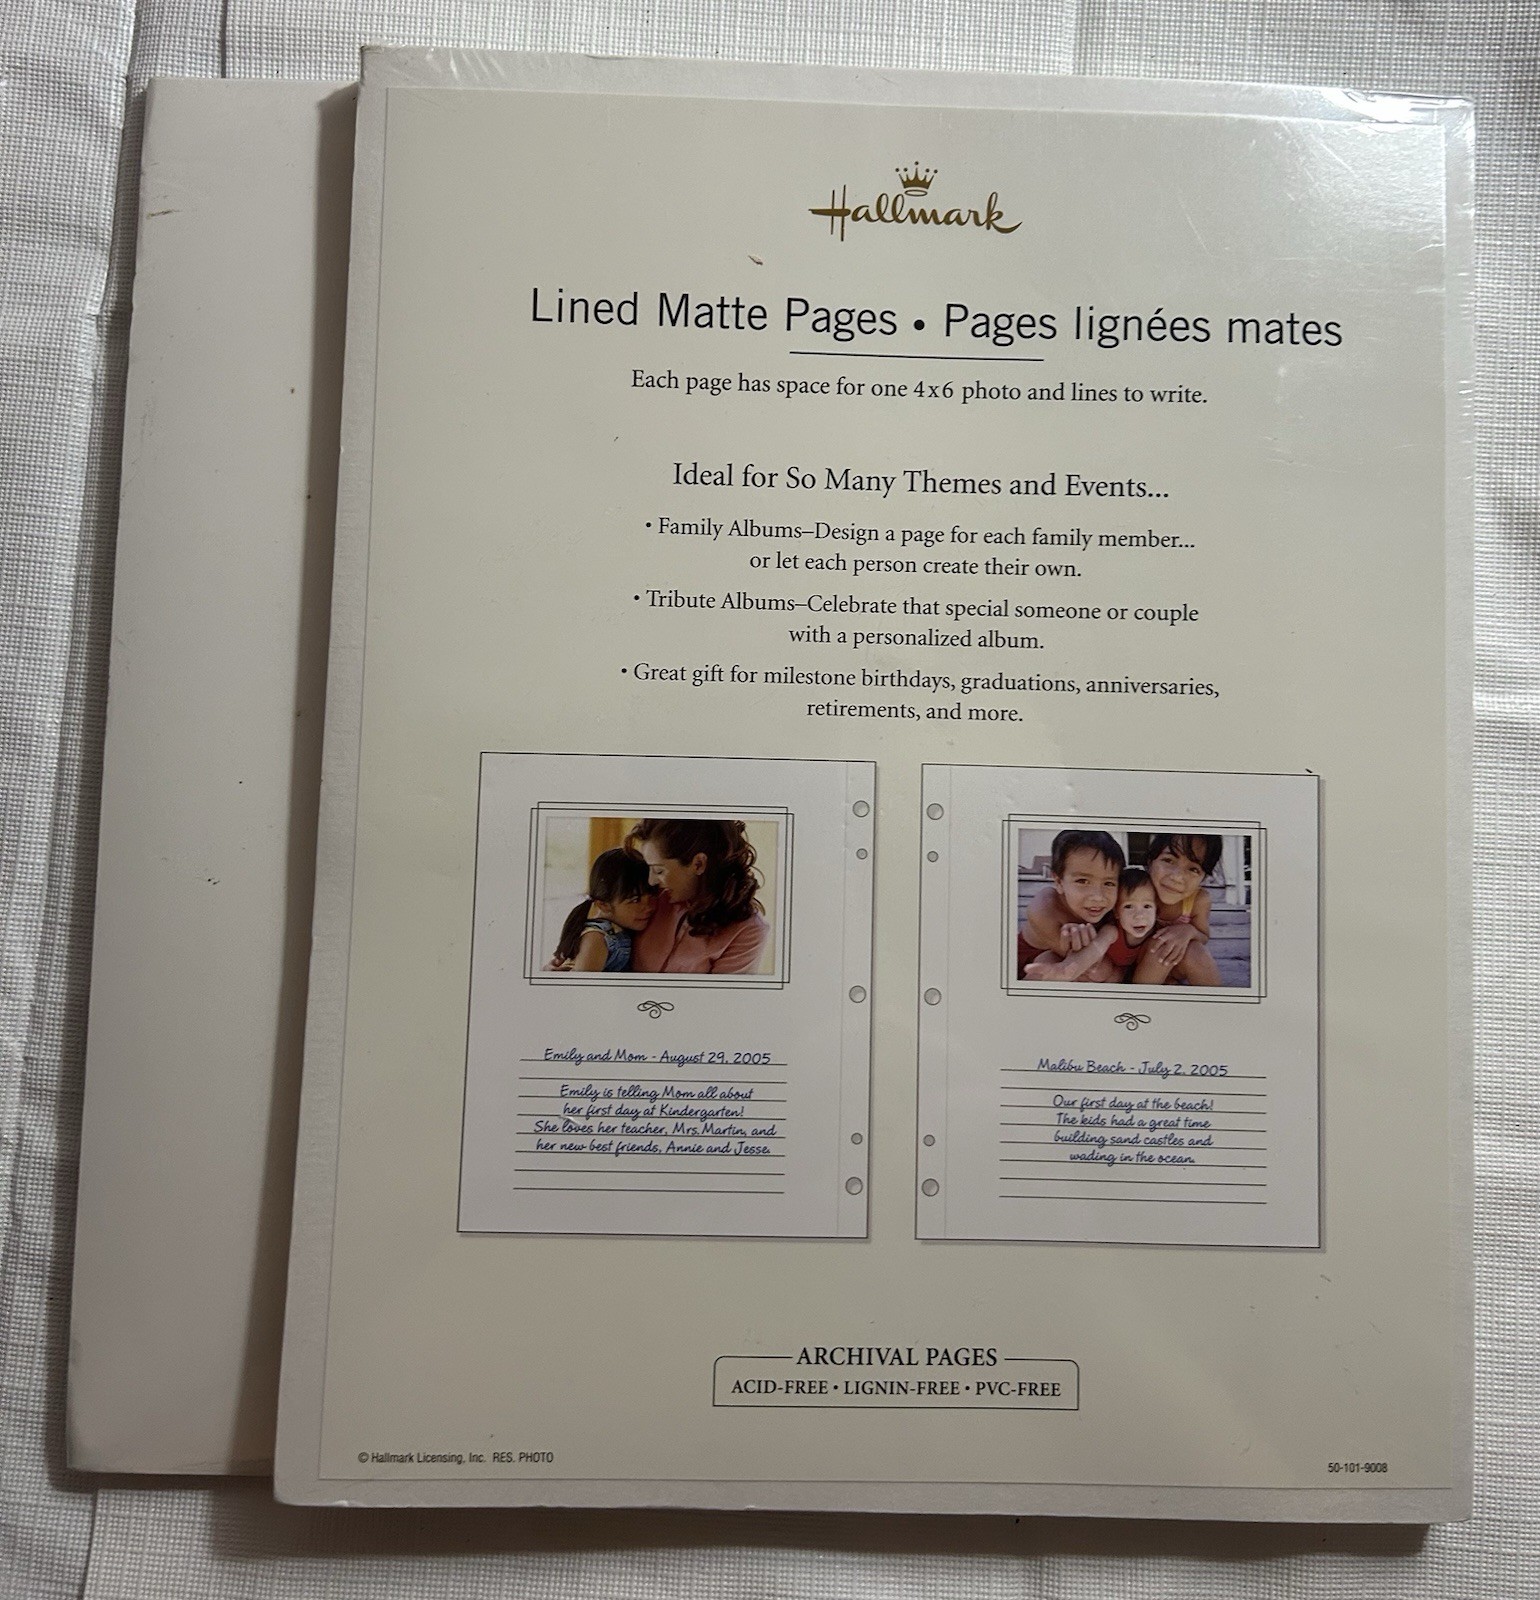 Hallmark
Lined Matte Pages • Pages lignées mates
Each page has space for one 4x6 photo and lines to write.
Ideal for So Many Themes and Events...
• Family Albums–Design a page for each family member...
or let each person create their own.
• Tribute Albums–Celebrate that special someone or couple
with a personalized album.
• Great gift for milestone birthdays, graduations, anniversaries,
retirements, and more.
Emily and Mom - August 29, 2005
Emily is telling Mom all about
her first day at Kindergarten!
She loves her teacher, Mrs. Martin, and
her new best friends, Annie and Jesse.
Malibu Beach - July 2, 2005
Our first day at the beach!
The kids had a great time
building sand castles and
wading in the ocean.
ARCHIVAL PAGES
ACID-FREE • LIGNIN-FREE • PVC-FREE
© Hallmark Licensing, Inc. RES. PHOTO
50-101-9008